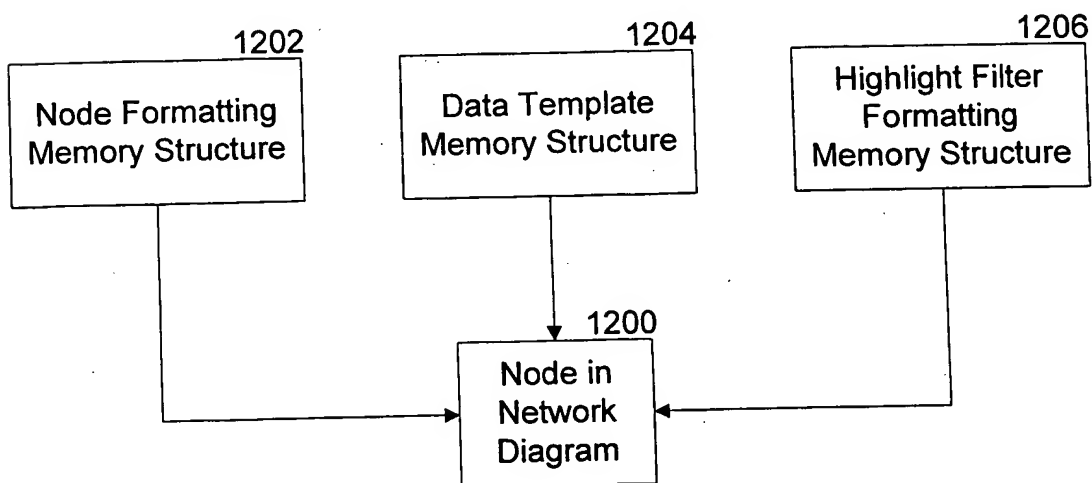 1202
Node Formatting
Memory Structure
1204
Data Template
Memory Structure
1206
Highlight Filter
Formatting
Memory Structure
1200
Node in
Network
Diagram